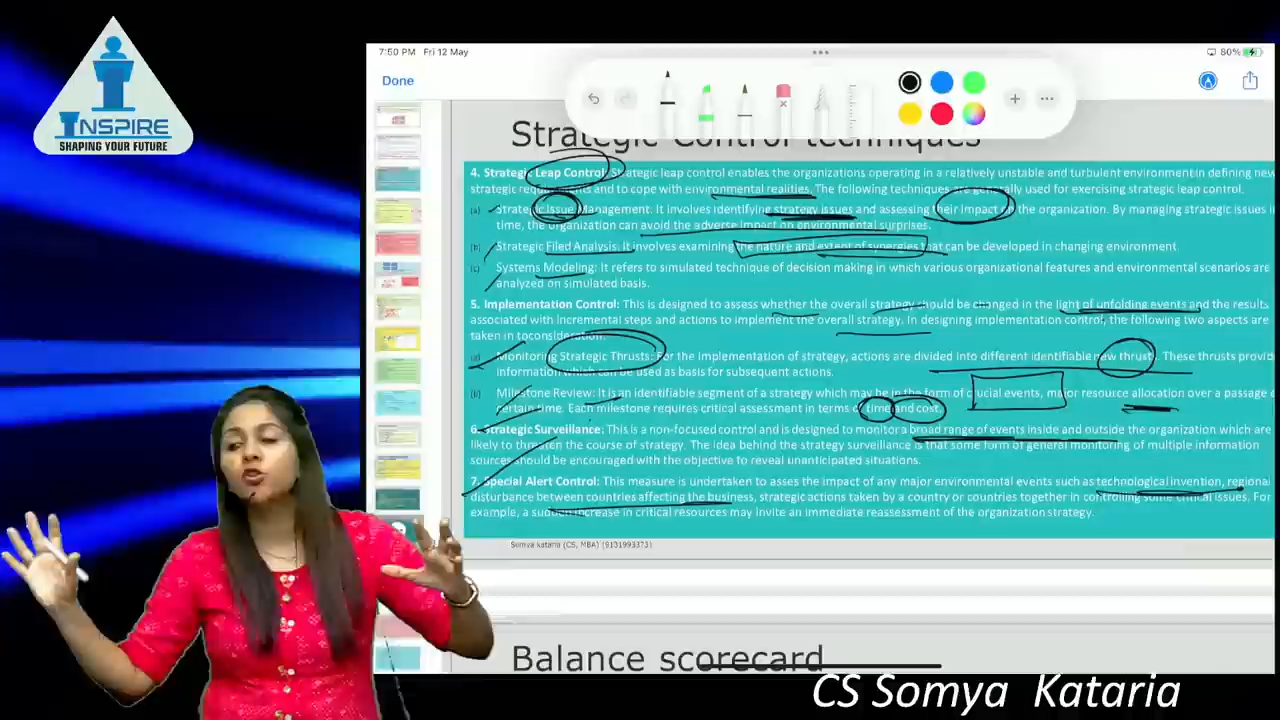 7:50 PM Fri 12 May
80%
Done
INSPIRE
SHAPING YOUR FUTURE
Strategic Control techniques
4. Strategic Leap Control: Strategic leap control enables the organizations operating in a relatively unstable and turbulent environment in defining new
strategic requirements and to cope with environmental realities. The following techniques are generally used for exercising strategic leap control.
(a) Strategic Issue Management: It involves identifying strategy issues and assessing their impact on the organization. By managing strategic issues in
time, the organization can avoid the adverse impact on environmental surprises.
(b) Strategic Filed Analysis. It involves examining the nature and extent of synergies that can be developed in changing environment.
(c) Systems Modeling: It refers to simulated technique of decision making in which various organizational features and environmental scenarios are
analyzed on simulated basis.
5. Implementation Control: This is designed to assess whether the overall strategy should be changed in the light of unfolding events and the results
associated with incremental steps and actions to implement the overall strategy. In designing implementation control, the following two aspects are
taken in toconsideration:
(a) Monitoring Strategic Thrusts: For the implementation of strategy, actions are divided into different identifiable new thrust. These thrusts provid
information which can be used as basis for subsequent actions.
(b) Milestone Review: It is an identifiable segment of a strategy which may be in the form of crucial events, major resource allocation over a passage o
certain time. Each milestone requires critical assessment in terms of time and cost.
6. Strategic Surveillance: This is a non-focused control and is designed to monitor a broad range of events inside and outside the organization which are
likely to threaten the course of strategy. The idea behind the strategy surveillance is that some form of general monitoring of multiple information
sources should be encouraged with the objective to reveal unanticipated situations.
7. Special Alert Control: This measure is undertaken to asses the impact of any major environmental events such as technological invention, regional
disturbance between countries affecting the business, strategic actions taken by a country or countries together in controlling some critical issues. For
example, a sudden increase in critical resources may invite an immediate reassessment of the organization strategy.
Somya kataria (CS, MBA) (9131993373)
Balance scorecard
CS Somya Kataria